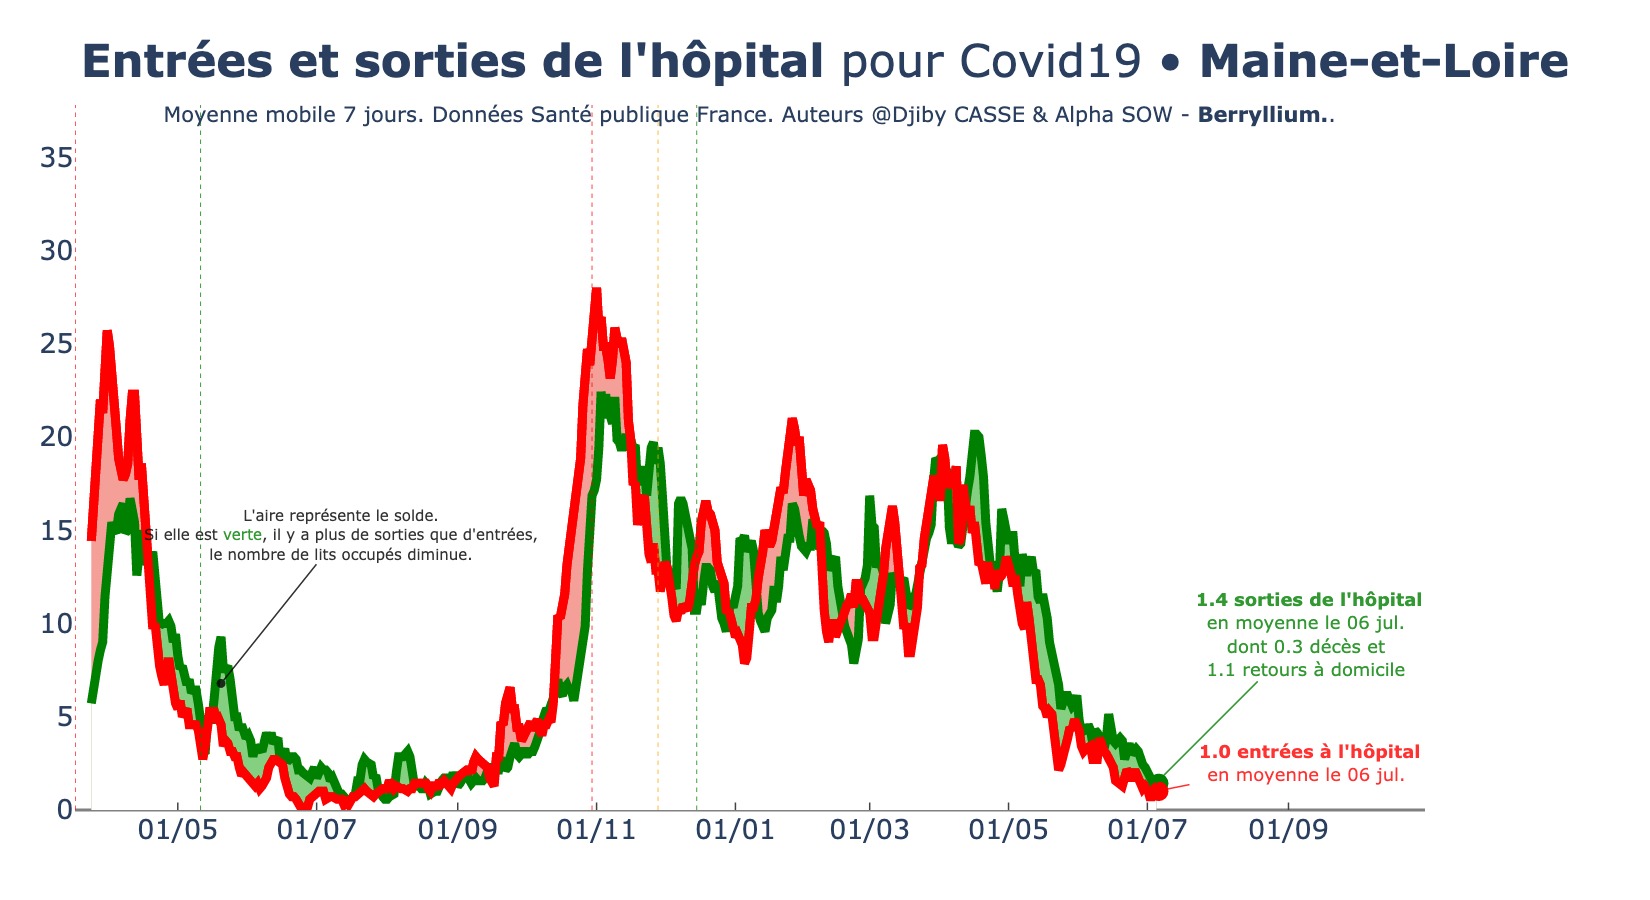 Entrées et sorties de l'hôpital pour Covid19 • Maine-et-Loire
Moyenne mobile 7 jours. Données Santé publique France. Auteurs @Djiby CASSE & Alpha SOW - Berryllium..
35
30
25
20
15
10
5
0
L'aire représente le solde.
Si elle est verte, il y a plus de sorties que d'entrées,
le nombre de lits occupés diminue.
1.4 sorties de l'hôpital
en moyenne le 06 jul.
dont 0.3 décès et
1.1 retours à domicile
1.0 entrées à l'hôpital
en moyenne le 06 jul.
01/05 01/07 01/09 01/11 01/01 01/03 01/05 01/07 01/09